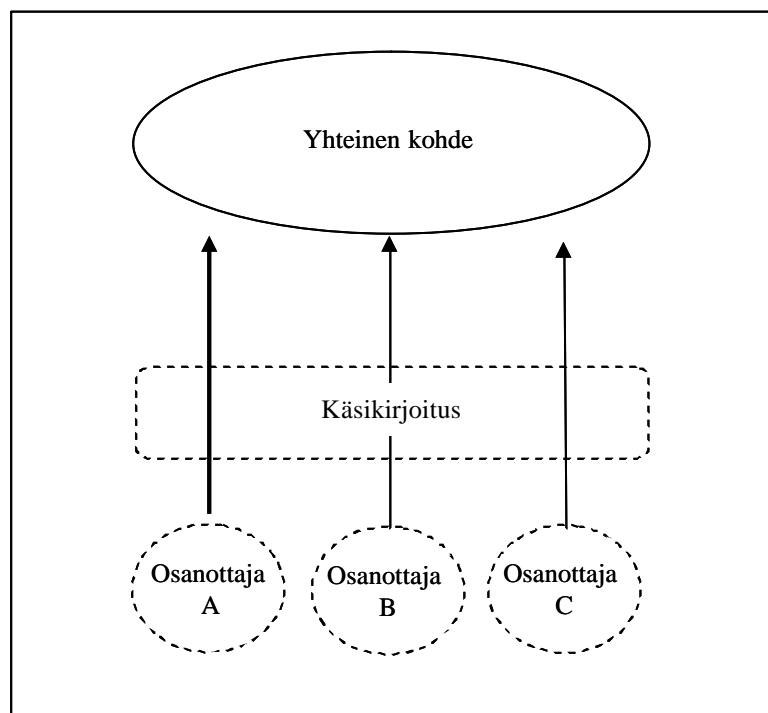 Yhteinen kohde
Käsikirjoitus
Osanottaja
A
Osanottaja
B
Osanottaja
C